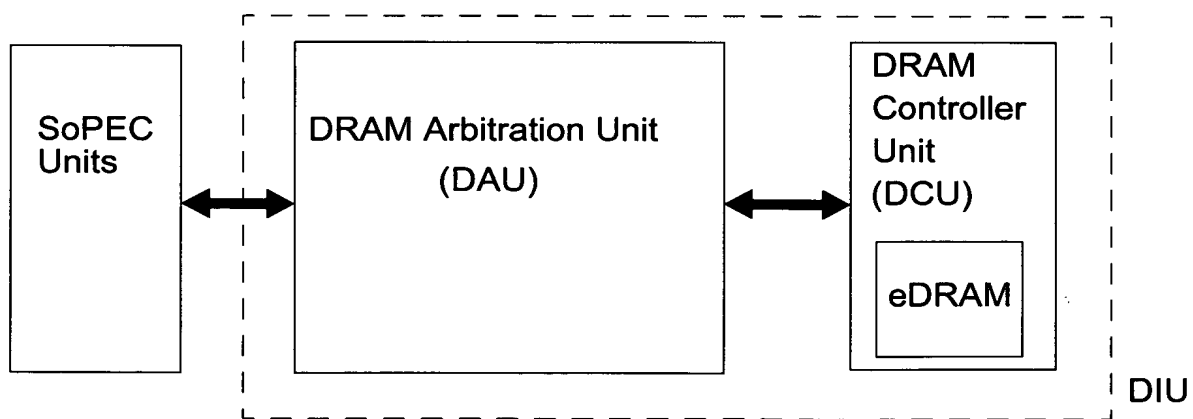 SoPEC
Units
DRAM Arbitration Unit
(DAU)
DRAM
Controller
Unit
(DCU)
eDRAM
DIU